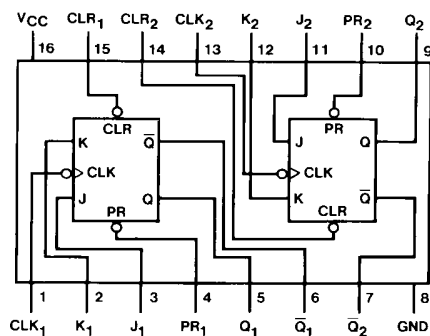 V_CC CLR₁ CLR₂ CLK₂ K₂ J₂ PR₂ Q₂
16 15 14 13 12 11 10 9
CLR PR
K Q̅ J Q
CLK CLK
J Q K Q̅
PR CLR
1 2 3 4 5 6 7 8
CLK₁ K₁ J₁ PR₁ Q₁ Q̅₁ Q̅₂ GND